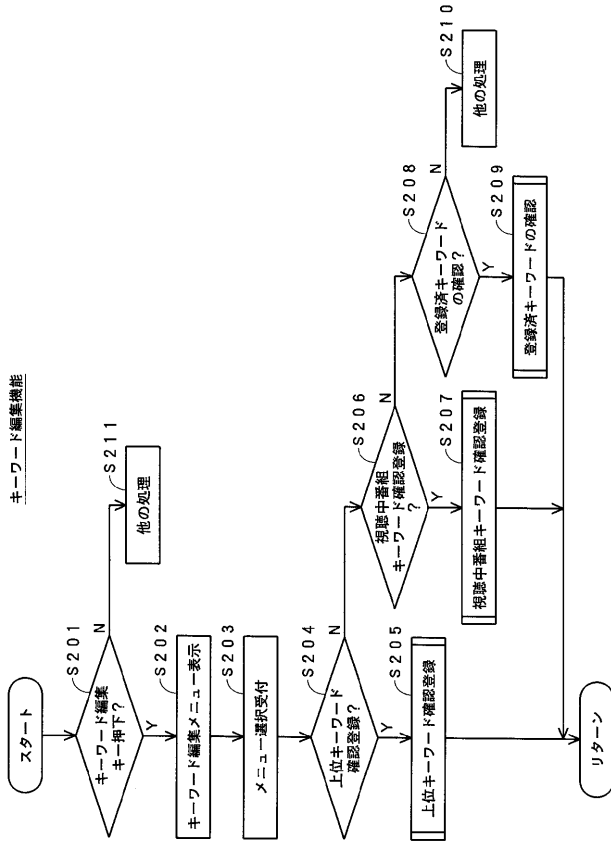 キーワード編集機能
スタート
S201
キーワード編集
キー押下？
N
Y
S211
他の処理
S202
キーワード編集メニュー表示
S203
メニュー選択受付
S204
上位キーワード
確認登録？
N
Y
S205
上位キーワード確認登録
S206
視聴中番組
キーワード確認登録
？
N
Y
S207
視聴中番組キーワード確認登録
S208
登録済キーワード
の確認？
N
Y
S209
登録済キーワードの確認
S210
他の処理
リターン